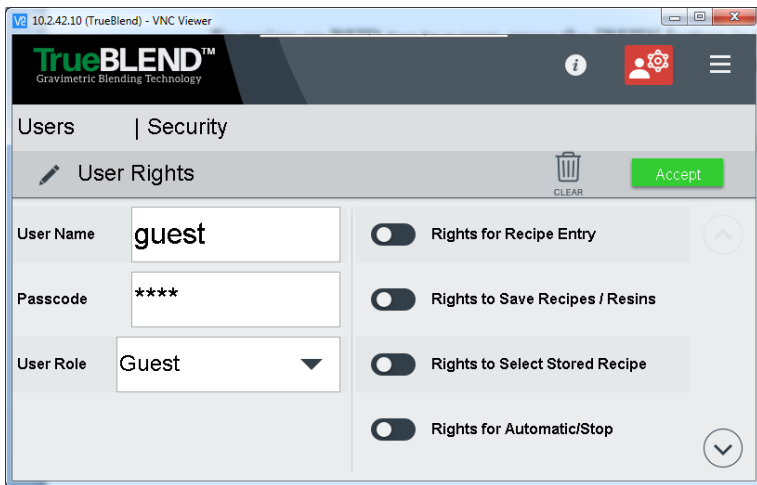 10.2.42.10 (TrueBlend) - VNC Viewer
TrueBLEND™
Gravimetric Blending Technology
Users | Security
User Rights
CLEAR
Accept
User Name guest
Rights for Recipe Entry
Passcode ****
Rights to Save Recipes / Resins
User Role Guest
Rights to Select Stored Recipe
Rights for Automatic/Stop